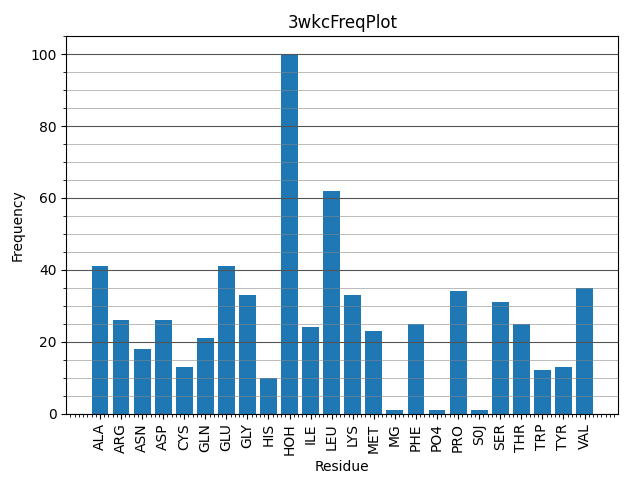 3wkcFreqPlot
Frequency
100
80
60
40
20
0
ALA ARG ASN ASP CYS GLN GLU GLY HIS HOH ILE LEU LYS MET MG PHE PO4 PRO S0J SER THR TRP TYR VAL
Residue